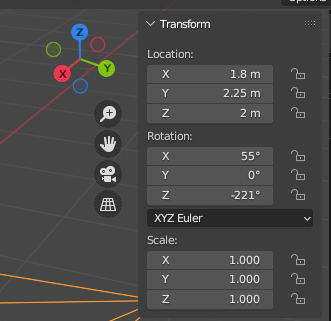 Options
Transform
Z
Y
X
Location:
X 1.8 m
Y 2.25 m
Z 2 m
Rotation:
X 55°
Y 0°
Z -221°
XYZ Euler
Scale:
X 1.000
Y 1.000
Z 1.000